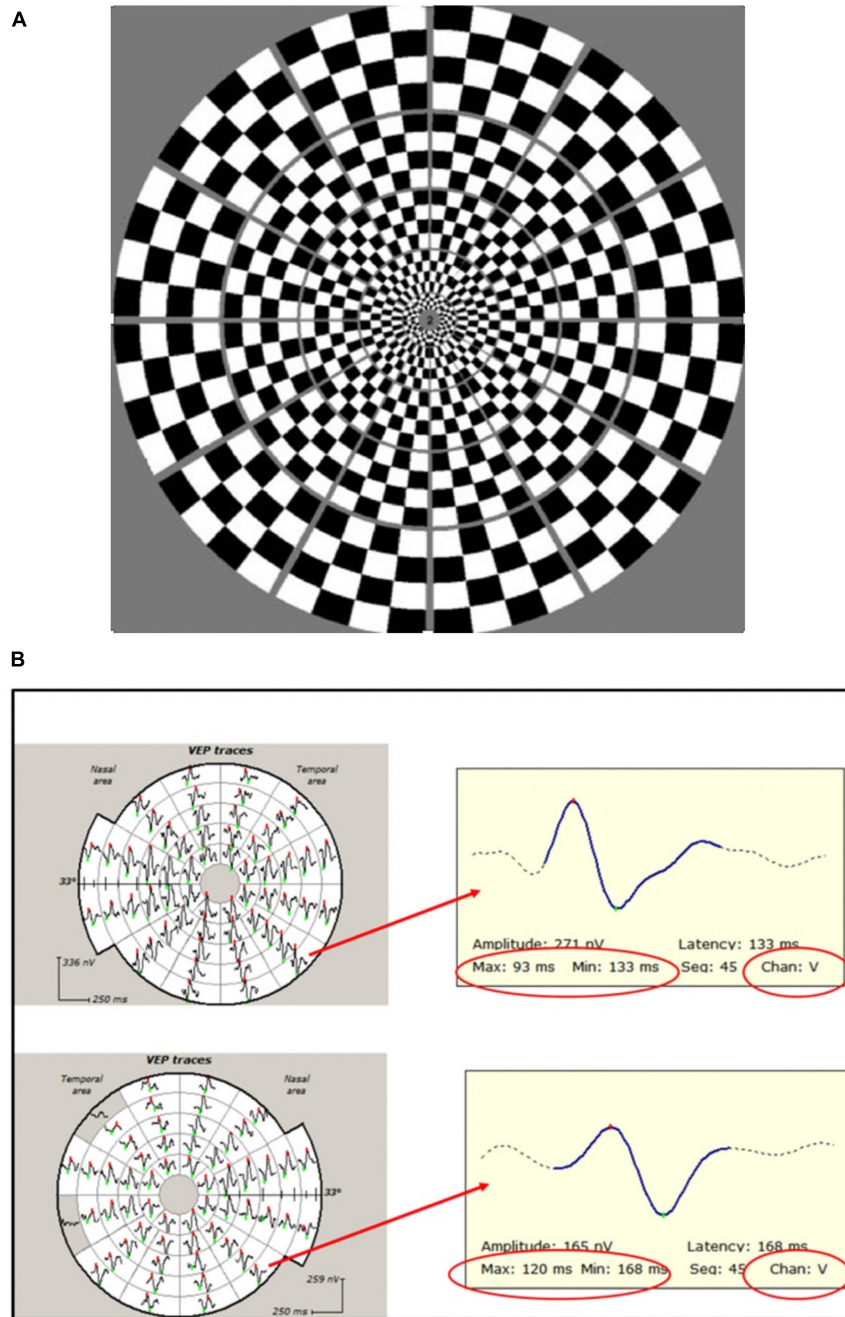 A
2
B
VEP traces
Nasal area
Temporal area
33°
336 nV
250 ms
Amplitude: 271 nV Latency: 133 ms
Max: 93 ms Min: 133 ms Seg: 45 Chan: V
VEP traces
Temporal area
Nasal area
33°
259 nV
250 ms
Amplitude: 165 nV Latency: 168 ms
Max: 120 ms Min: 168 ms Seg: 45 Chan: V